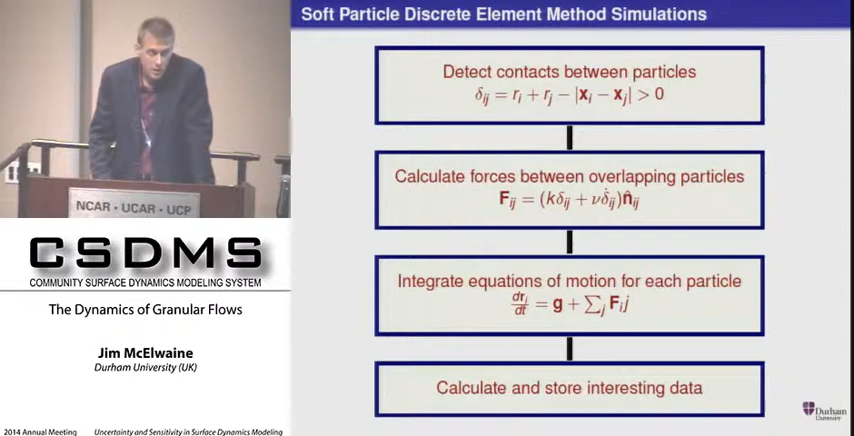 Soft Particle Discrete Element Method Simulations
Detect contacts between particles
δij = ri + rj − |xi − xj| > 0
Calculate forces between overlapping particles
Fij = (kδij + νδ̇ij)n̂ij
Integrate equations of motion for each particle
dri/dt = g + ∑j Fij
Calculate and store interesting data
Durham
University
NCAR • UCAR • UCP
CSDMS
COMMUNITY SURFACE DYNAMICS MODELING SYSTEM
The Dynamics of Granular Flows
Jim McElwaine
Durham University (UK)
2014 Annual Meeting Uncertainty and Sensitivity in Surface Dynamics Modeling